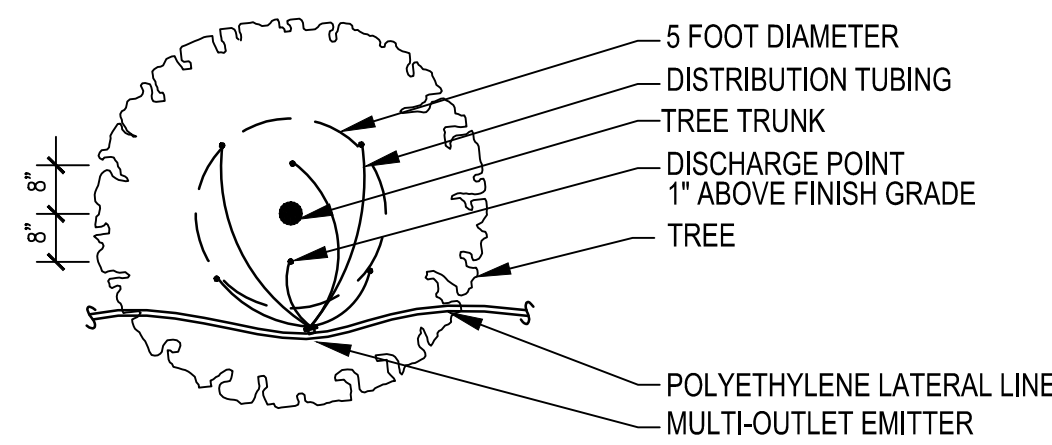 5 FOOT DIAMETER
DISTRIBUTION TUBING
TREE TRUNK
DISCHARGE POINT
1" ABOVE FINISH GRADE
TREE
8"
8"
POLYETHYLENE LATERAL LINE
MULTI-OUTLET EMITTER